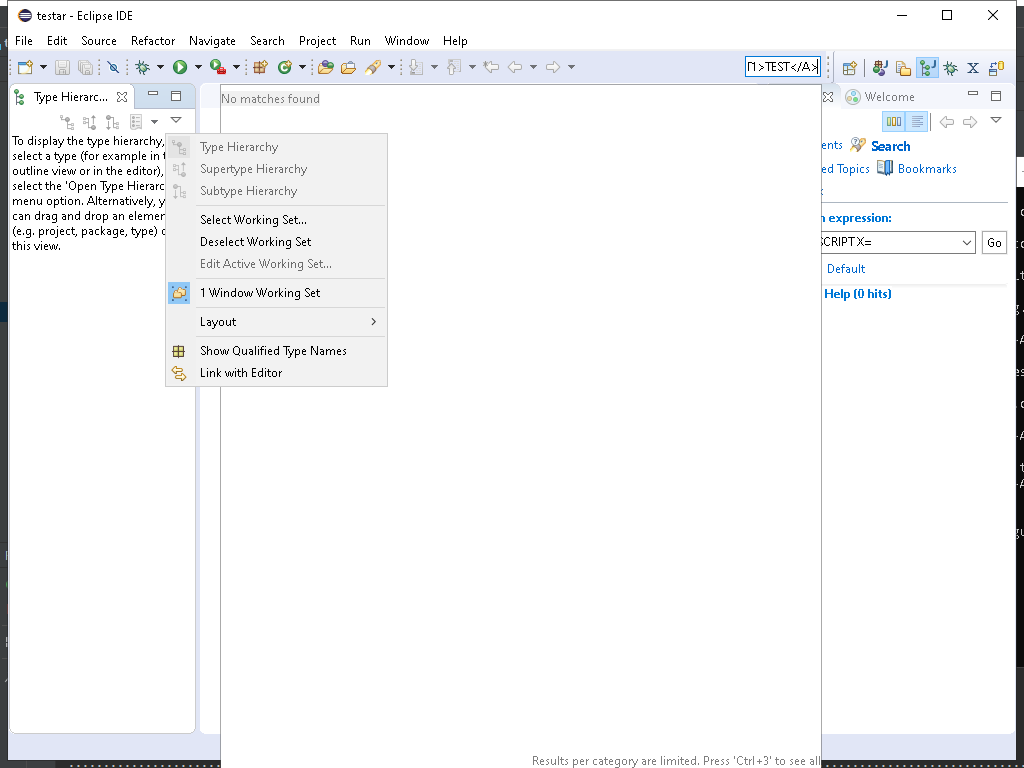 testar - Eclipse IDE
File Edit Source Refactor Navigate Search Project Run Window Help
1>TEST</A>
Type Hierarc...
Welcome
No matches found
To display the type hierarchy,
select a type (for example in t
outline view or in the editor),
select the 'Open Type Hierarc
menu option. Alternatively, y
can drag and drop an elemen
(e.g. project, package, type) o
this view.
Type Hierarchy
Supertype Hierarchy
Subtype Hierarchy
Select Working Set...
Deselect Working Set
Edit Active Working Set...
1 Window Working Set
Layout
Show Qualified Type Names
Link with Editor
ents Search
ed Topics Bookmarks
n expression:
SCRIPT X=
Go
Default
Help (0 hits)
Results per category are limited. Press 'Ctrl+3' to see all